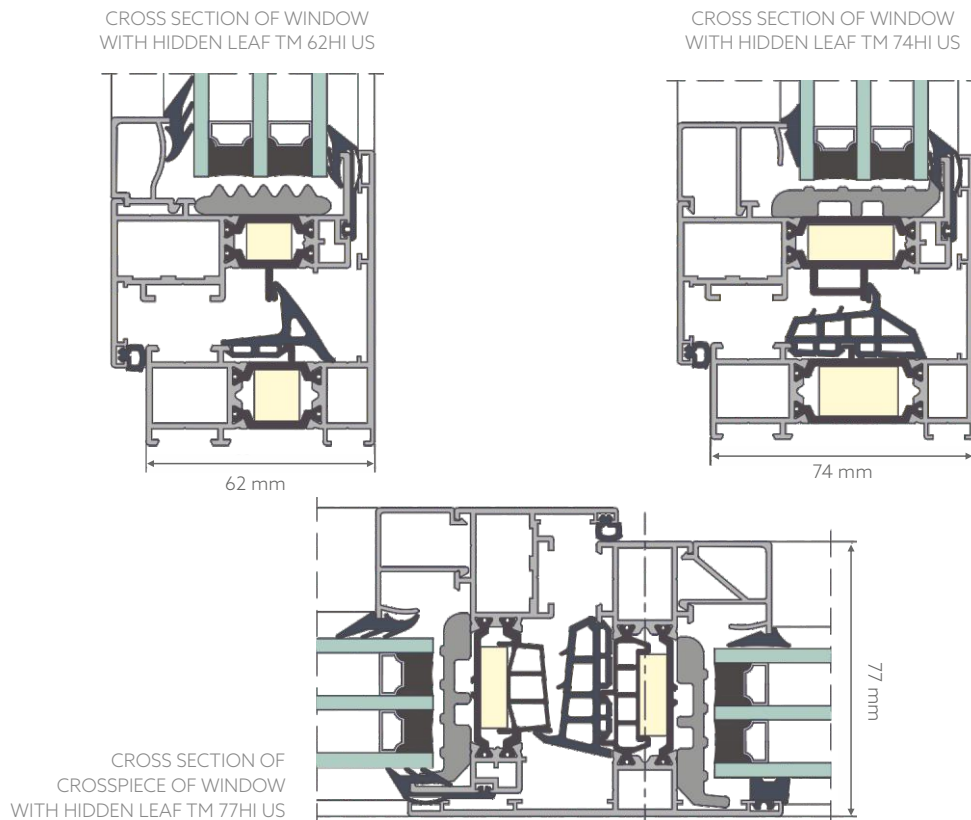 CROSS SECTION OF WINDOW
WITH HIDDEN LEAF TM 62HI US
CROSS SECTION OF WINDOW
WITH HIDDEN LEAF TM 74HI US
62 mm
74 mm
77 mm
CROSS SECTION OF
CROSSPIECE OF WINDOW
WITH HIDDEN LEAF TM 77HI US